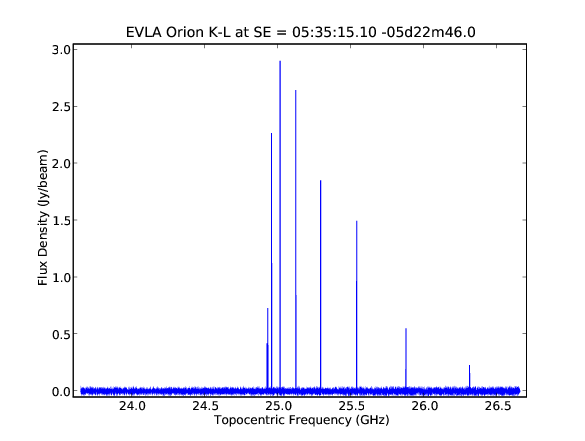 EVLA Orion K-L at SE = 05:35:15.10 -05d22m46.0
3.0
2.5
2.0
1.5
1.0
0.5
0.0
Flux Density (Jy/beam)
24.0 24.5 25.0 25.5 26.0 26.5
Topocentric Frequency (GHz)